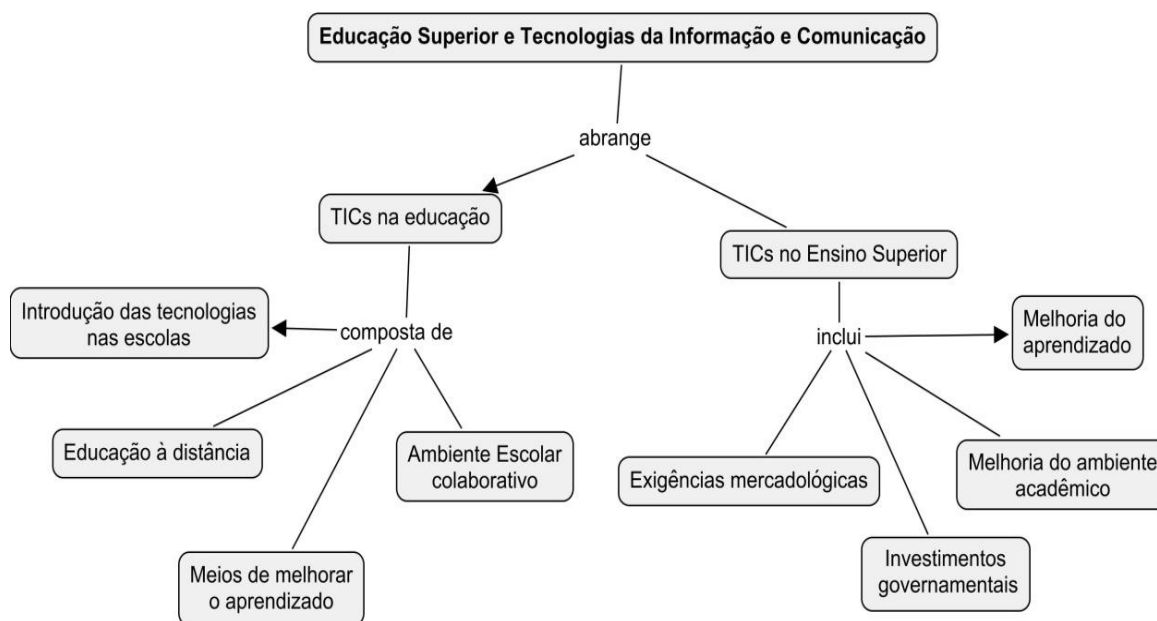 Educação Superior e Tecnologias da Informação e Comunicação
abrange
TICs na educação
TICs no Ensino Superior
Introdução das tecnologias
nas escolas
composta de
inclui
Melhoria do
aprendizado
Educação à distância
Ambiente Escolar
colaborativo
Exigências mercadológicas
Melhoria do ambiente
acadêmico
Meios de melhorar
o aprendizado
Investimentos
governamentais